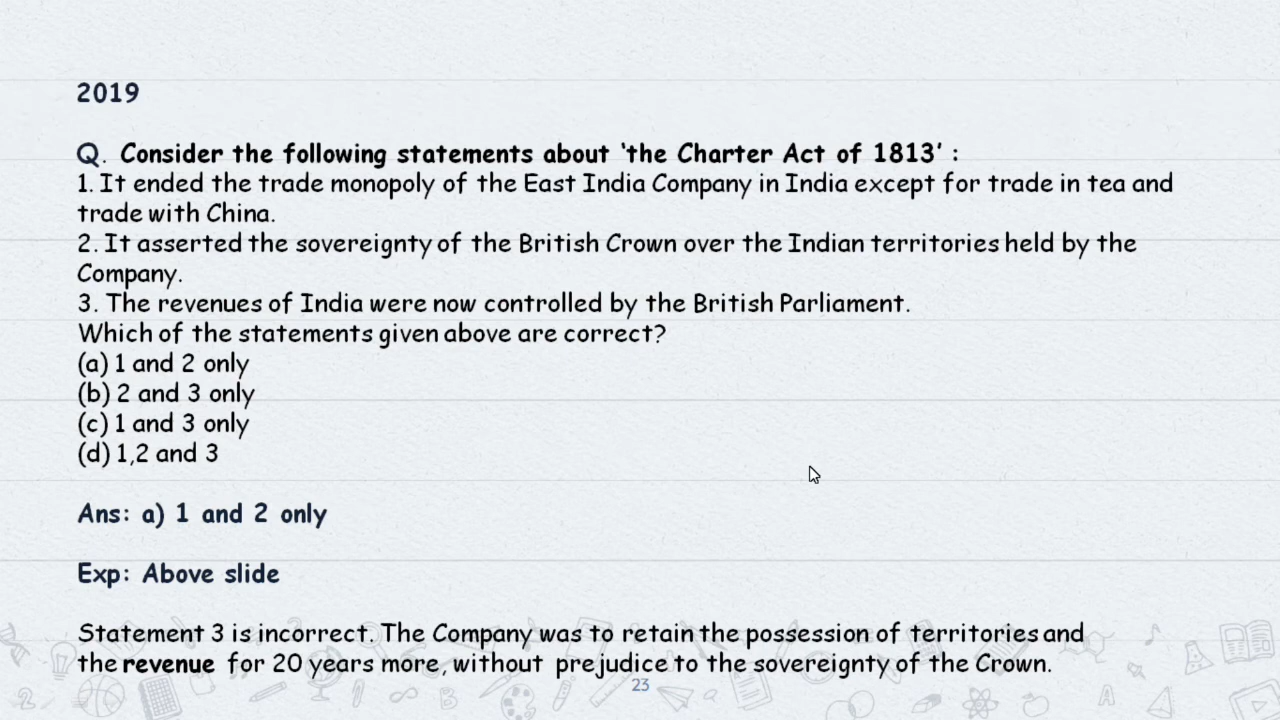 2019
Q. Consider the following statements about ‘the Charter Act of 1813’ :
1. It ended the trade monopoly of the East India Company in India except for trade in tea and
trade with China.
2. It asserted the sovereignty of the British Crown over the Indian territories held by the
Company.
3. The revenues of India were now controlled by the British Parliament.
Which of the statements given above are correct?
(a) 1 and 2 only
(b) 2 and 3 only
(c) 1 and 3 only
(d) 1,2 and 3
Ans: a) 1 and 2 only
Exp: Above slide
Statement 3 is incorrect. The Company was to retain the possession of territories and
the revenue for 20 years more, without prejudice to the sovereignty of the Crown.
23